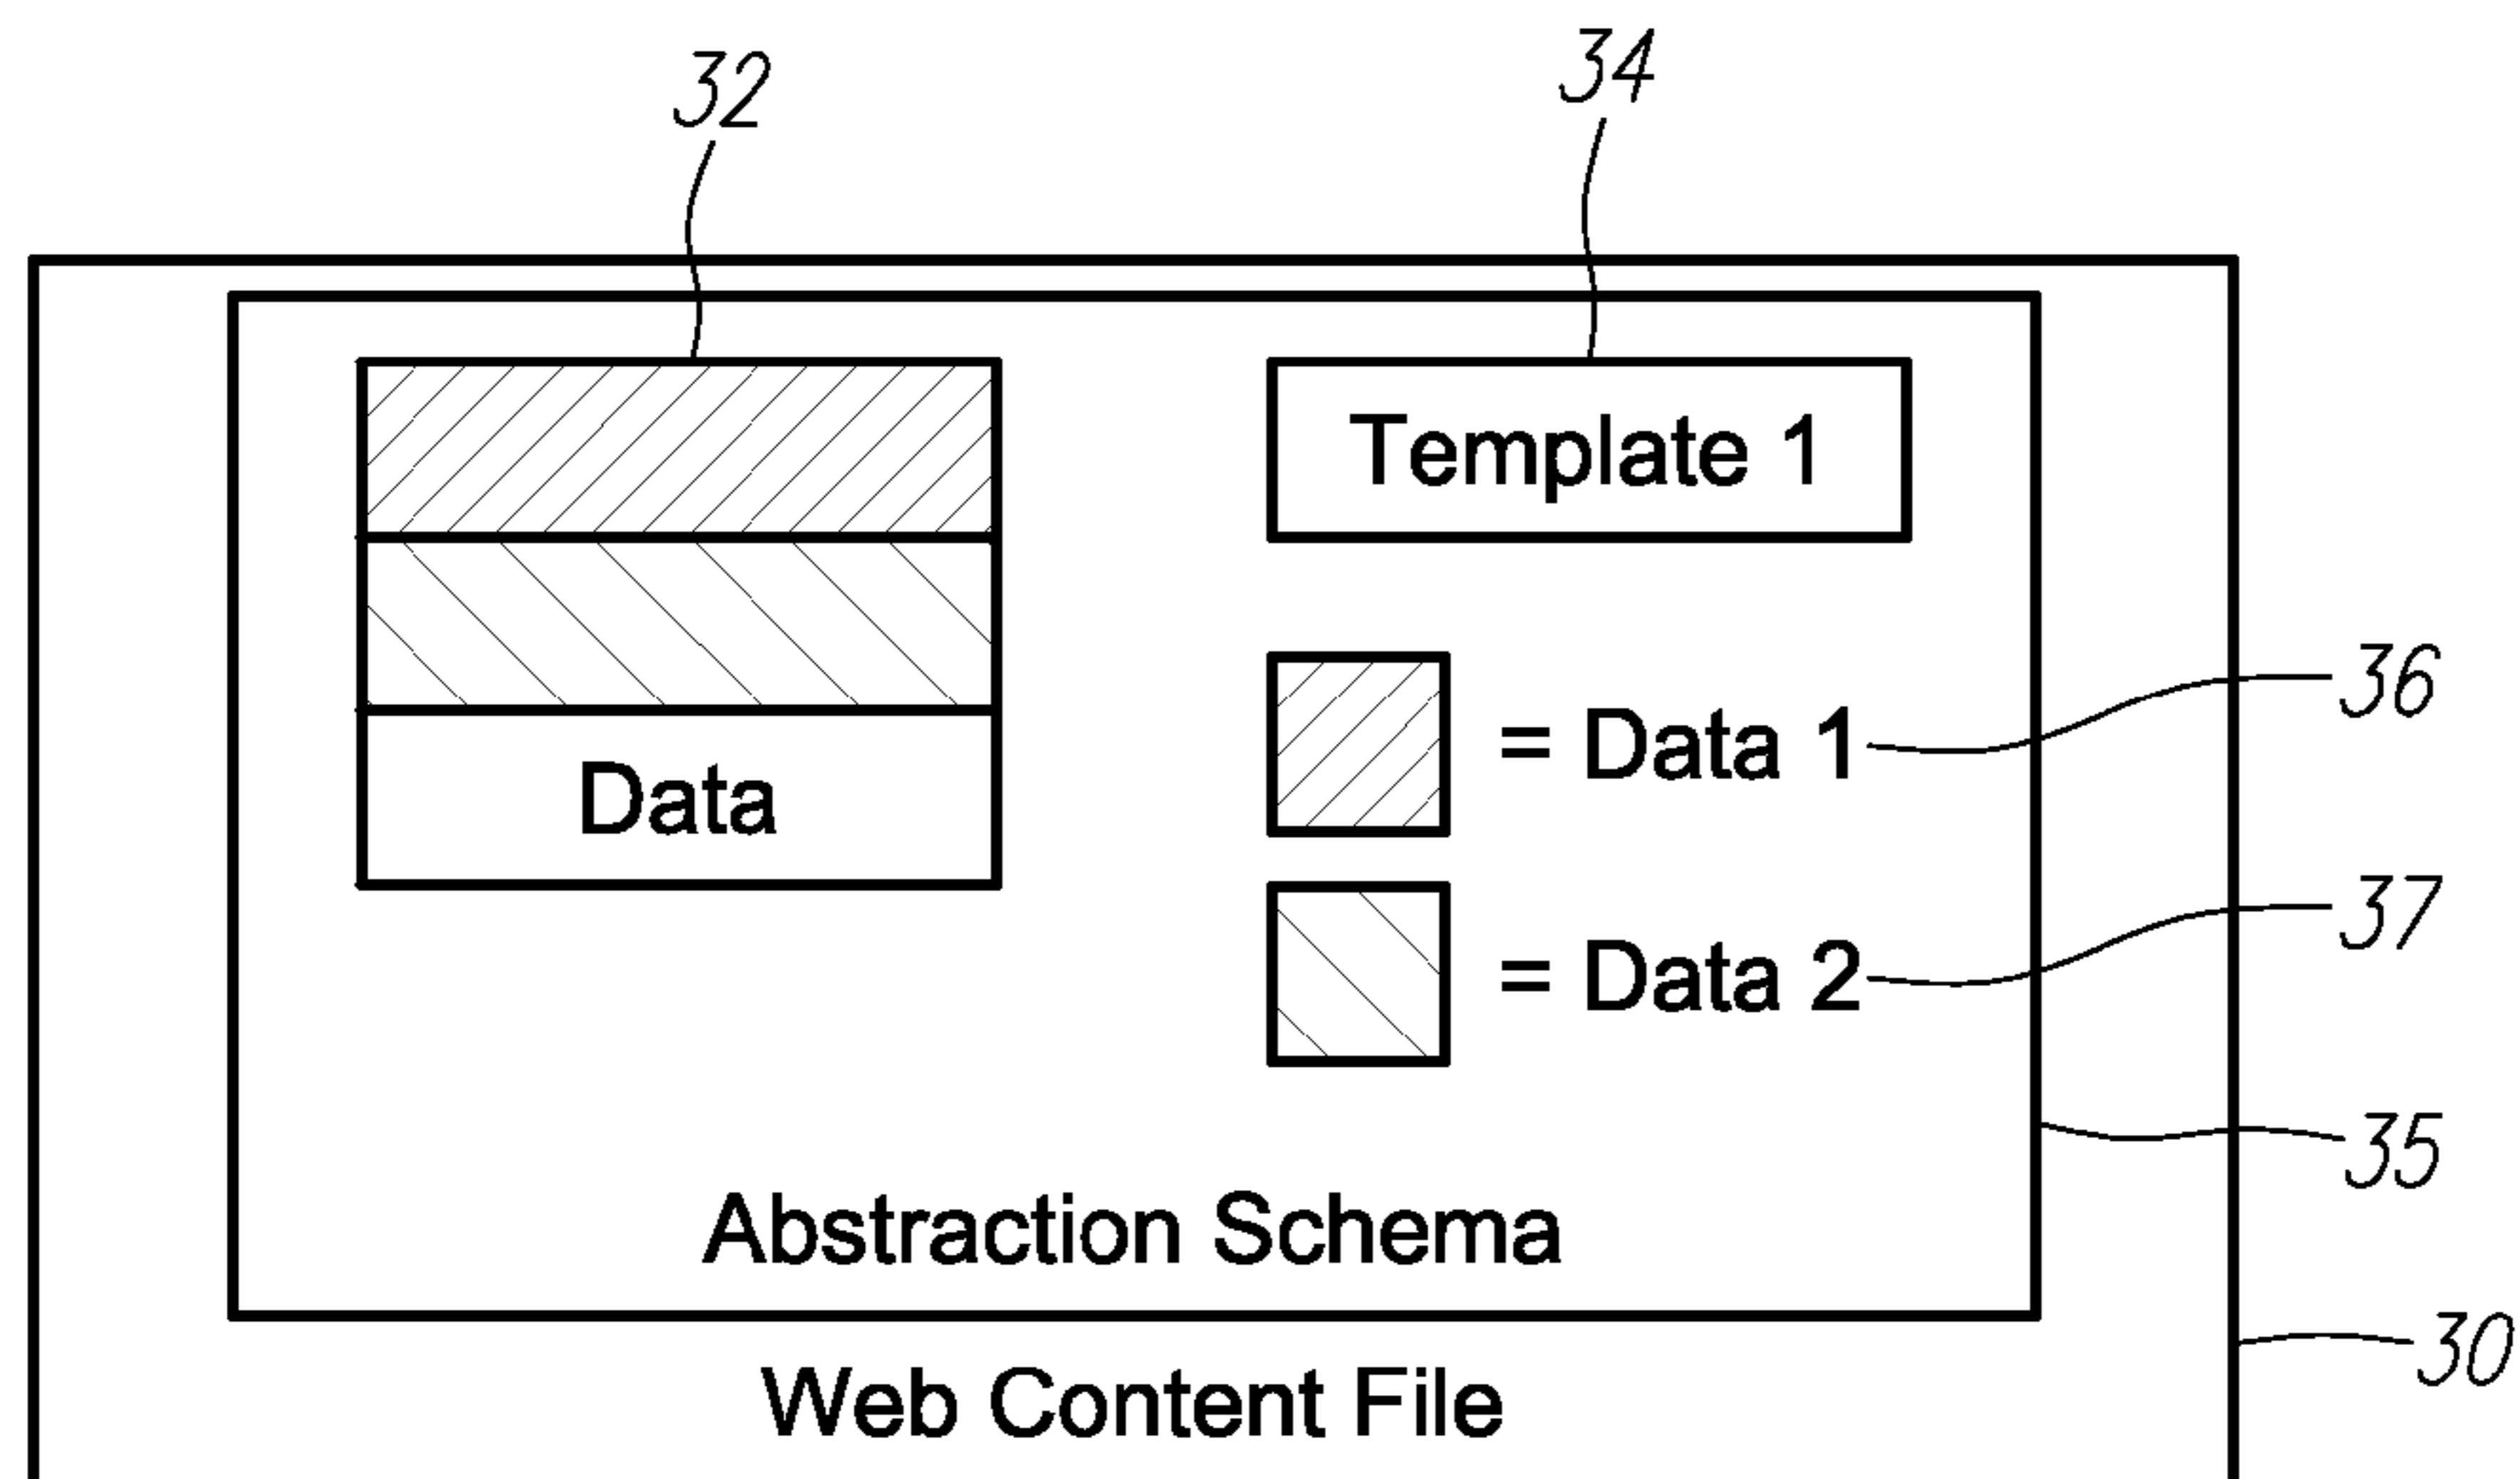 32
34
Template 1
36
= Data 1
Data
37
= Data 2
35
Abstraction Schema
30
Web Content File